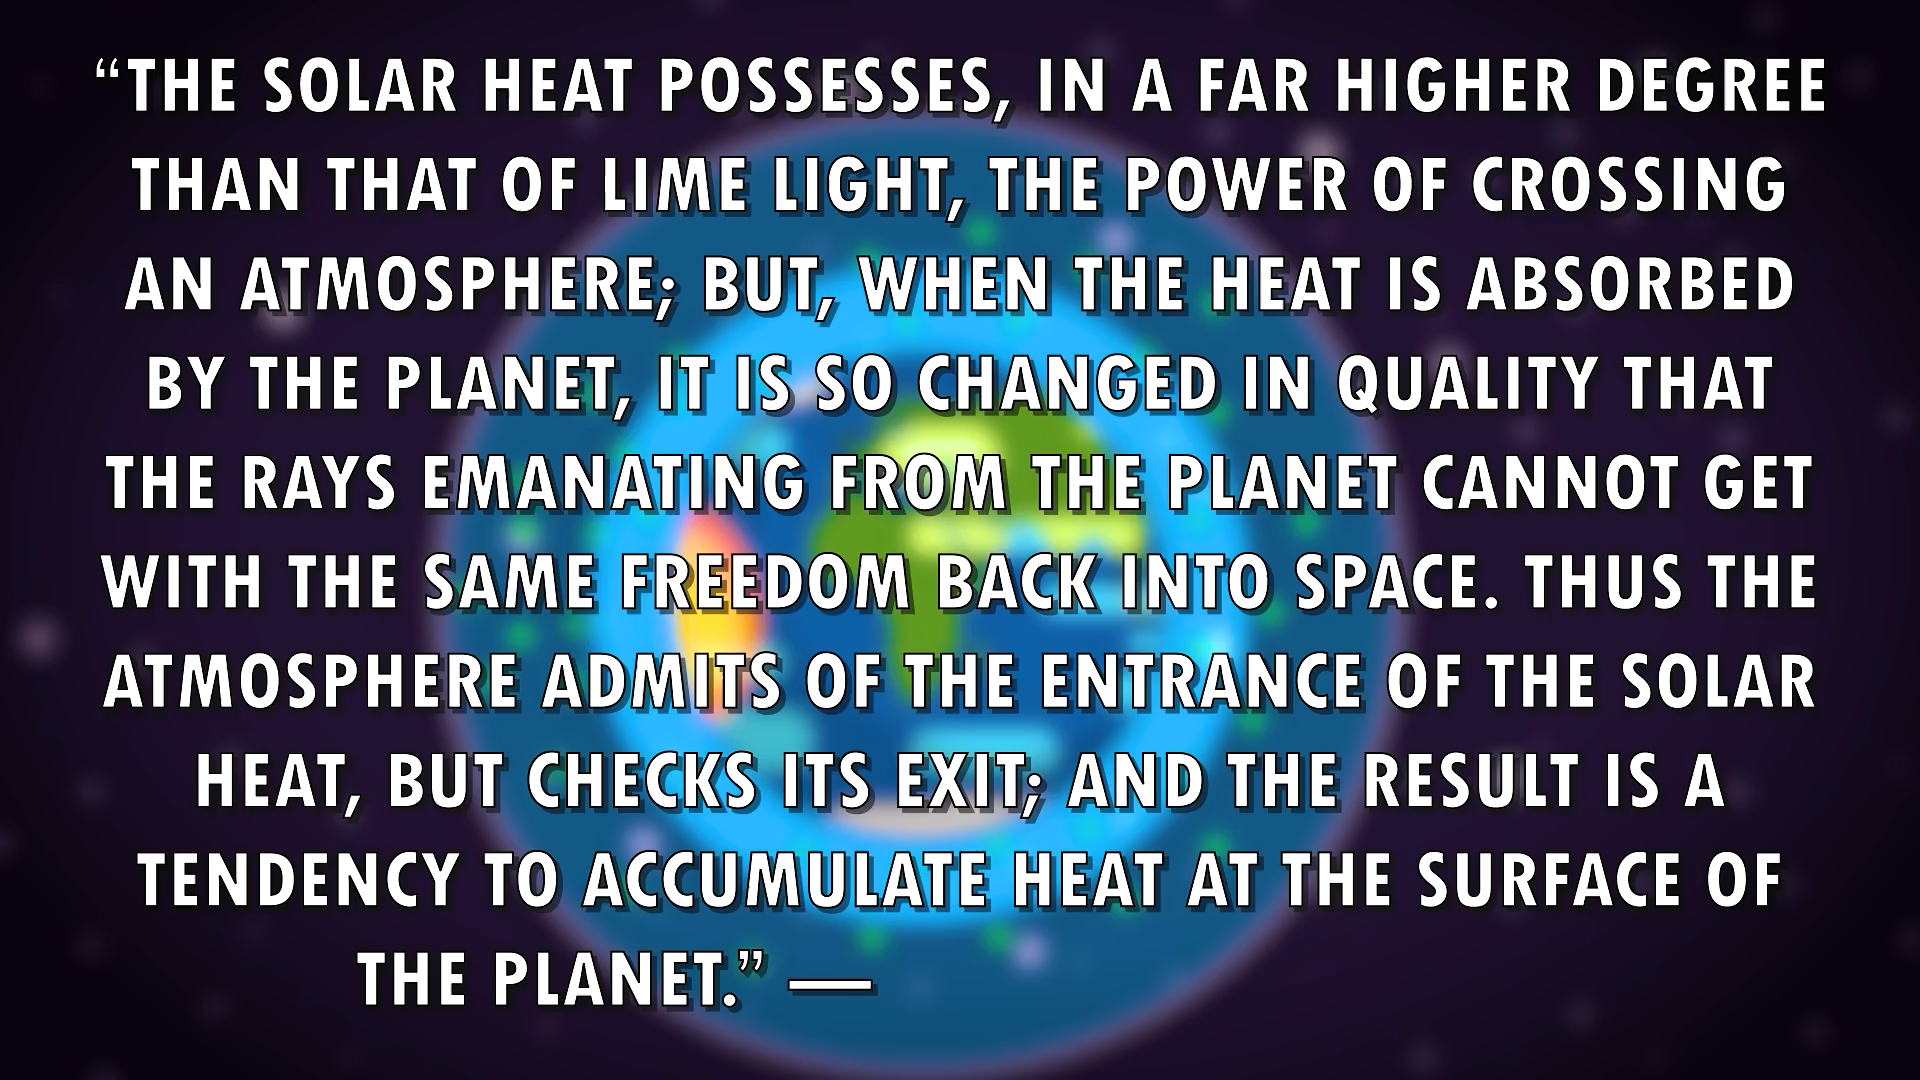 “THE SOLAR HEAT POSSESSES, IN A FAR HIGHER DEGREE
THAN THAT OF LIME LIGHT, THE POWER OF CROSSING
AN ATMOSPHERE; BUT, WHEN THE HEAT IS ABSORBED
BY THE PLANET, IT IS SO CHANGED IN QUALITY THAT
THE RAYS EMANATING FROM THE PLANET CANNOT GET
WITH THE SAME FREEDOM BACK INTO SPACE. THUS THE
ATMOSPHERE ADMITS OF THE ENTRANCE OF THE SOLAR
HEAT, BUT CHECKS ITS EXIT; AND THE RESULT IS A
TENDENCY TO ACCUMULATE HEAT AT THE SURFACE OF
THE PLANET.” —